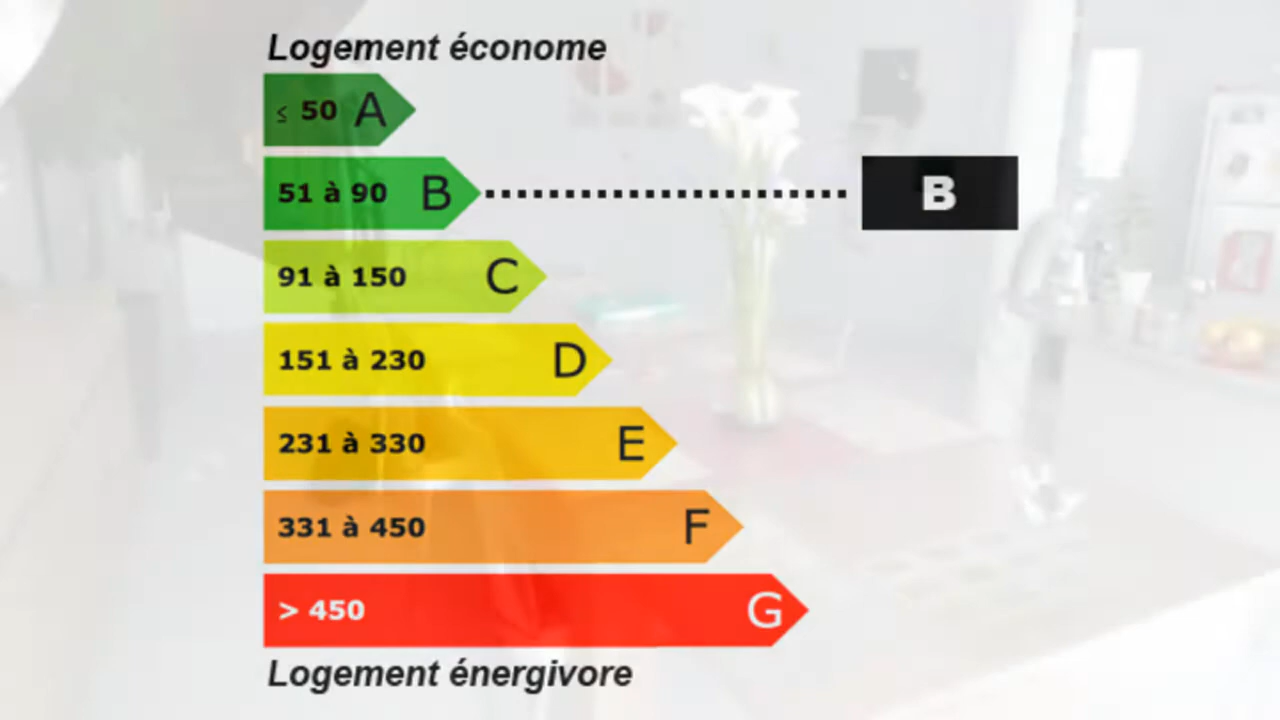 Logement économe
≤ 50 A
51 à 90 B B
91 à 150 C
151 à 230 D
231 à 330 E
331 à 450 F
> 450 G
Logement énergivore